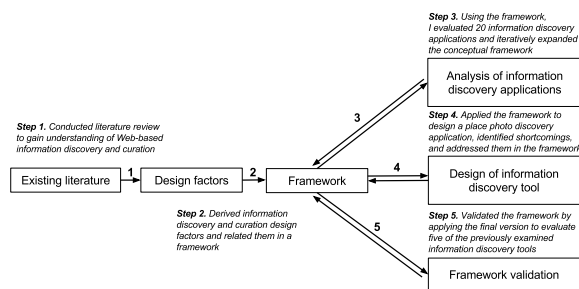 Step 3. Using the framework,
I evaluated 20 information discovery
applications and iteratively expanded
the conceptual framework
Analysis of information
discovery applications
3
Step 1. Conducted literature review
to gain understanding of Web-based
information discovery and curation
Step 4. Applied the framework to
design a place photo discovery
application, identified shortcomings,
and addressed them in the framework
Existing literature
1
Design factors
2
Framework
4
Design of information
discovery tool
Step 2. Derived information
discovery and curation design
factors and related them in a
framework
5
Step 5. Validated the framework by
applying the final version to evaluate
five of the previously examined
information discovery tools
Framework validation